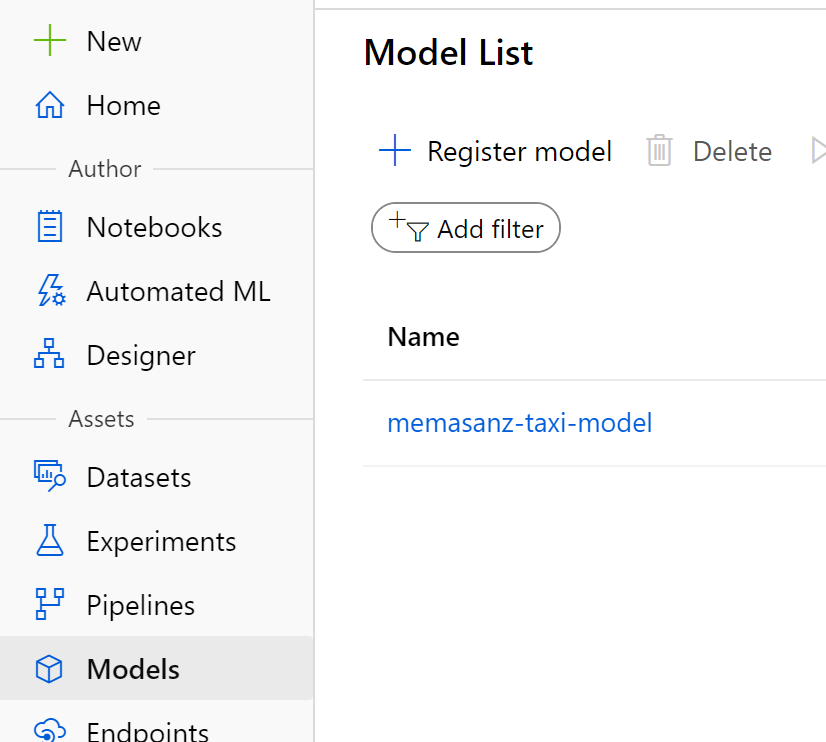 New
Home
Author
Notebooks
Automated ML
Designer
Assets
Datasets
Experiments
Pipelines
Models
Endpoints
Model List
Register model
Delete
Add filter
Name
memasanz-taxi-model